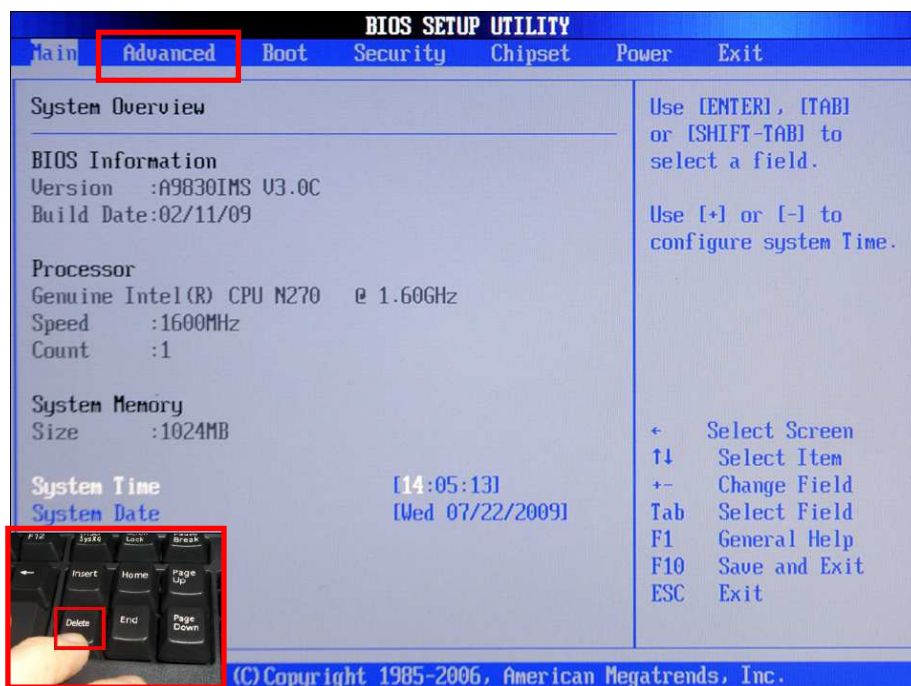 BIOS SETUP UTILITY
Main Advanced Boot Security Chipset Power Exit
System Overview
BIOS Information
Version :A9830IMS V3.0C
Build Date:02/11/09
Processor
Genuine Intel(R) CPU N270 @ 1.60GHz
Speed :1600MHz
Count :1
System Memory
Size :1024MB
System Time [14:05:13]
System Date [Wed 07/22/2009]
Use [ENTER], [TAB]
or [SHIFT-TAB] to
select a field.
Use [+] or [-] to
configure system Time.
← Select Screen
↑↓ Select Item
+- Change Field
Tab Select Field
F1 General Help
F10 Save and Exit
ESC Exit
F12 SysRq Lock Break
← Insert Home Page Up
Delete End Page Down
(C)Copyright 1985-2006, American Megatrends, Inc.